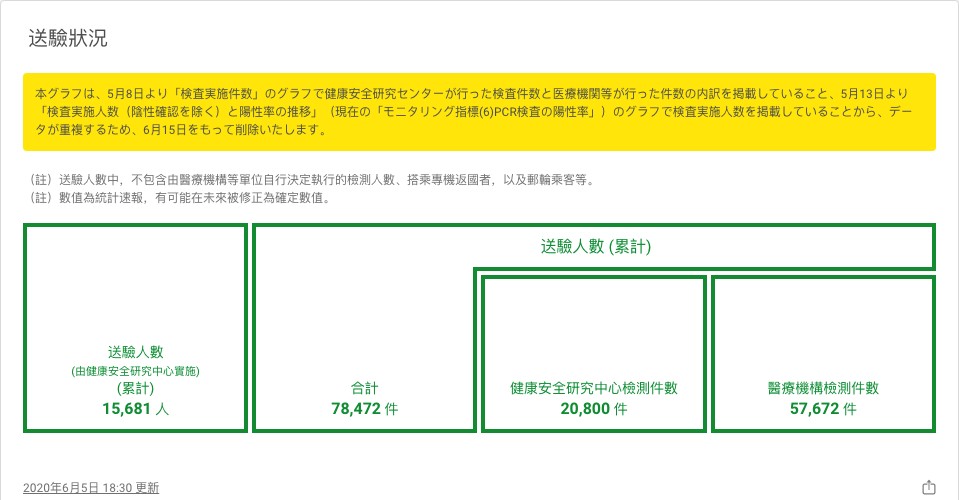 送驗狀況
本グラフは、5月8日より「検査実施件数」のグラフで健康安全研究センターが行った検査件数と医療機関等が行った件数の内訳を掲載していること、5月13日より
「検査実施人数（陰性確認を除く）と陽性率の推移」（現在の「モニタリング指標(6)PCR検査の陽性率」）のグラフで検査実施人数を掲載していることから、デー
タが重複するため、6月15日をもって削除いたします。
（註）送驗人數中，不包含由醫療機構等單位自行決定執行的檢測人數、搭乘專機返國者，以及郵輪乘客等。
（註）數值為統計速報，有可能在未來被修正為確定數值。
送驗人數 (累計)
送驗人數
(由健康安全研究中心實施)
(累計)
15,681 人
合計
78,472 件
健康安全研究中心檢測件數
20,800 件
醫療機構檢測件數
57,672 件
2020年6月5日 18:30 更新